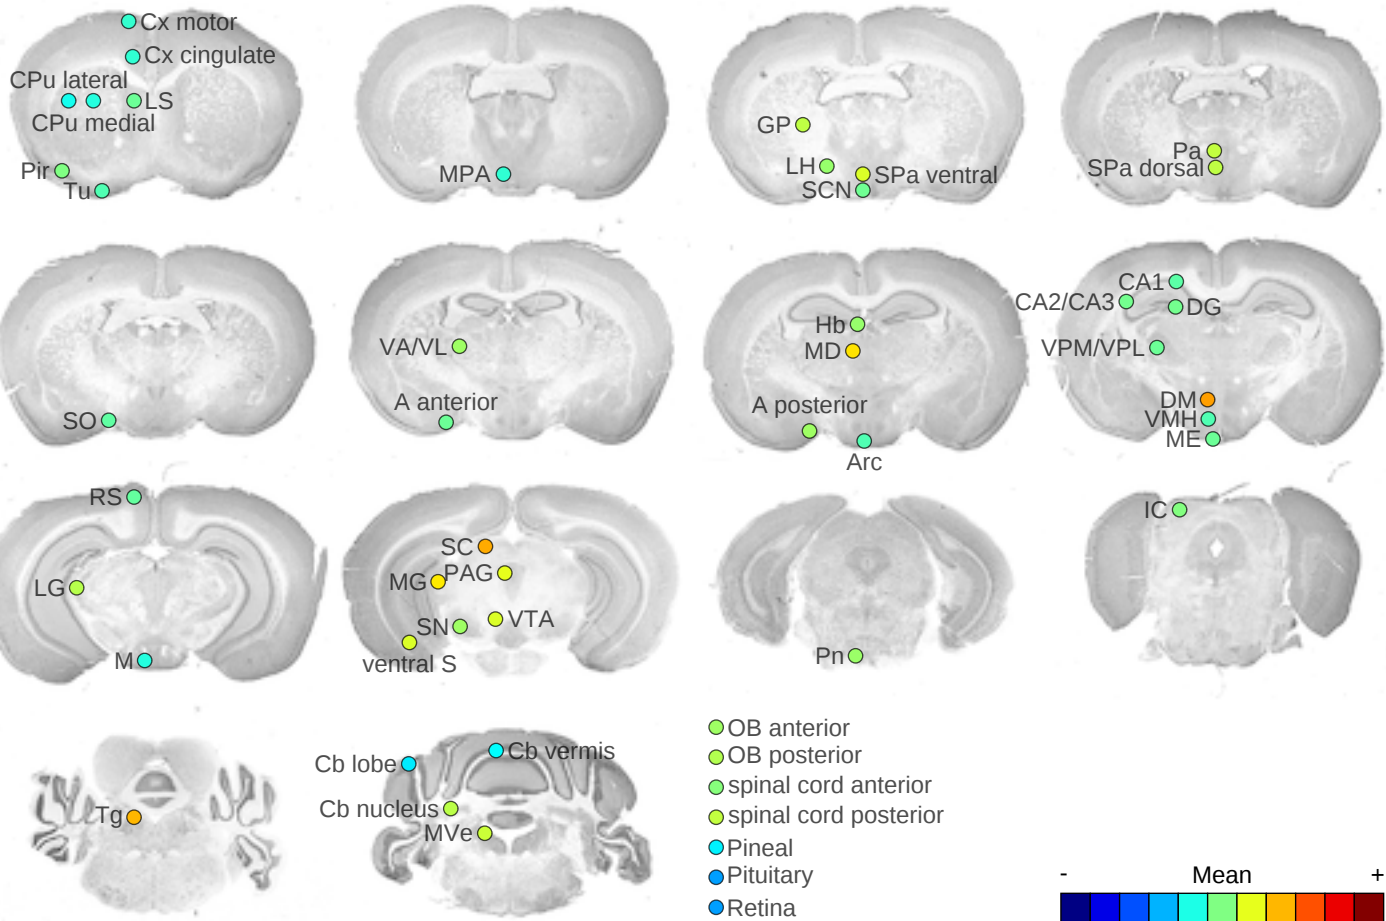 Cx motor
Cx cingulate
CPu lateral
LS
CPu medial
Pir
Tu
MPA
GP
LH
SPa ventral
SCN
Pa
SPa dorsal
SO
VA/VL
A anterior
Hb
MD
A posterior
Arc
CA1
CA2/CA3
DG
VPM/VPL
DM
VMH
ME
RS
LG
M
SC
PAG
MG
VTA
SN
ventral S
Pn
IC
Tg
Cb lobe
Cb vermis
Cb nucleus
MVe
OB anterior
OB posterior
spinal cord anterior
spinal cord posterior
Pineal
Pituitary
Retina
- Mean +